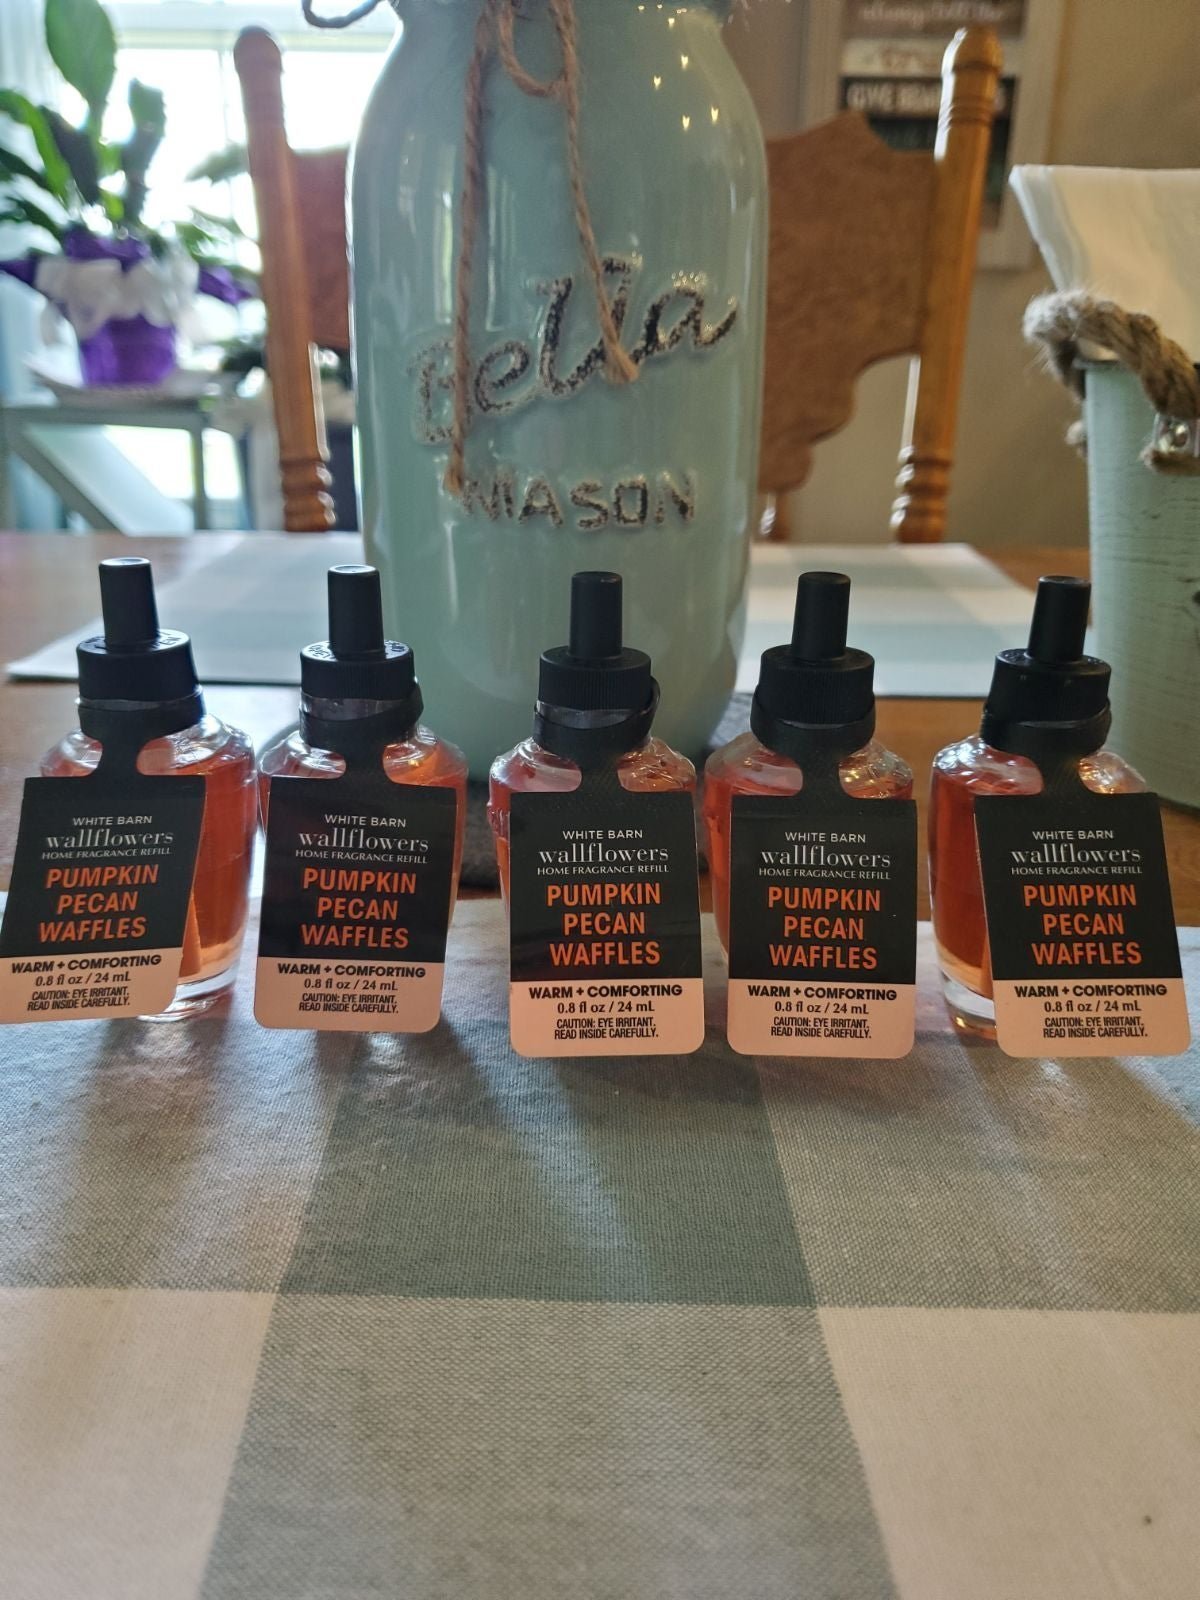 GIVE
Bella
MASON
WHITE BARN
wallflowers
HOME FRAGRANCE REFILL
PUMPKIN
PECAN
WAFFLES
WARM + COMFORTING
0.8 fl oz / 24 mL
CAUTION: EYE IRRITANT.
READ INSIDE CAREFULLY.
WHITE BARN
wallflowers
HOME FRAGRANCE REFILL
PUMPKIN
PECAN
WAFFLES
WARM + COMFORTING
0.8 fl oz / 24 mL
CAUTION: EYE IRRITANT.
READ INSIDE CAREFULLY.
WHITE BARN
wallflowers
HOME FRAGRANCE REFILL
PUMPKIN
PECAN
WAFFLES
WARM + COMFORTING
0.8 fl oz / 24 mL
CAUTION: EYE IRRITANT.
READ INSIDE CAREFULLY.
WHITE BARN
wallflowers
HOME FRAGRANCE REFILL
PUMPKIN
PECAN
WAFFLES
WARM + COMFORTING
0.8 fl oz / 24 mL
CAUTION: EYE IRRITANT.
READ INSIDE CAREFULLY.
WHITE BARN
wallflowers
HOME FRAGRANCE REFILL
PUMPKIN
PECAN
WAFFLES
WARM + COMFORTING
0.8 fl oz / 24 mL
CAUTION: EYE IRRITANT.
READ INSIDE CAREFULLY.